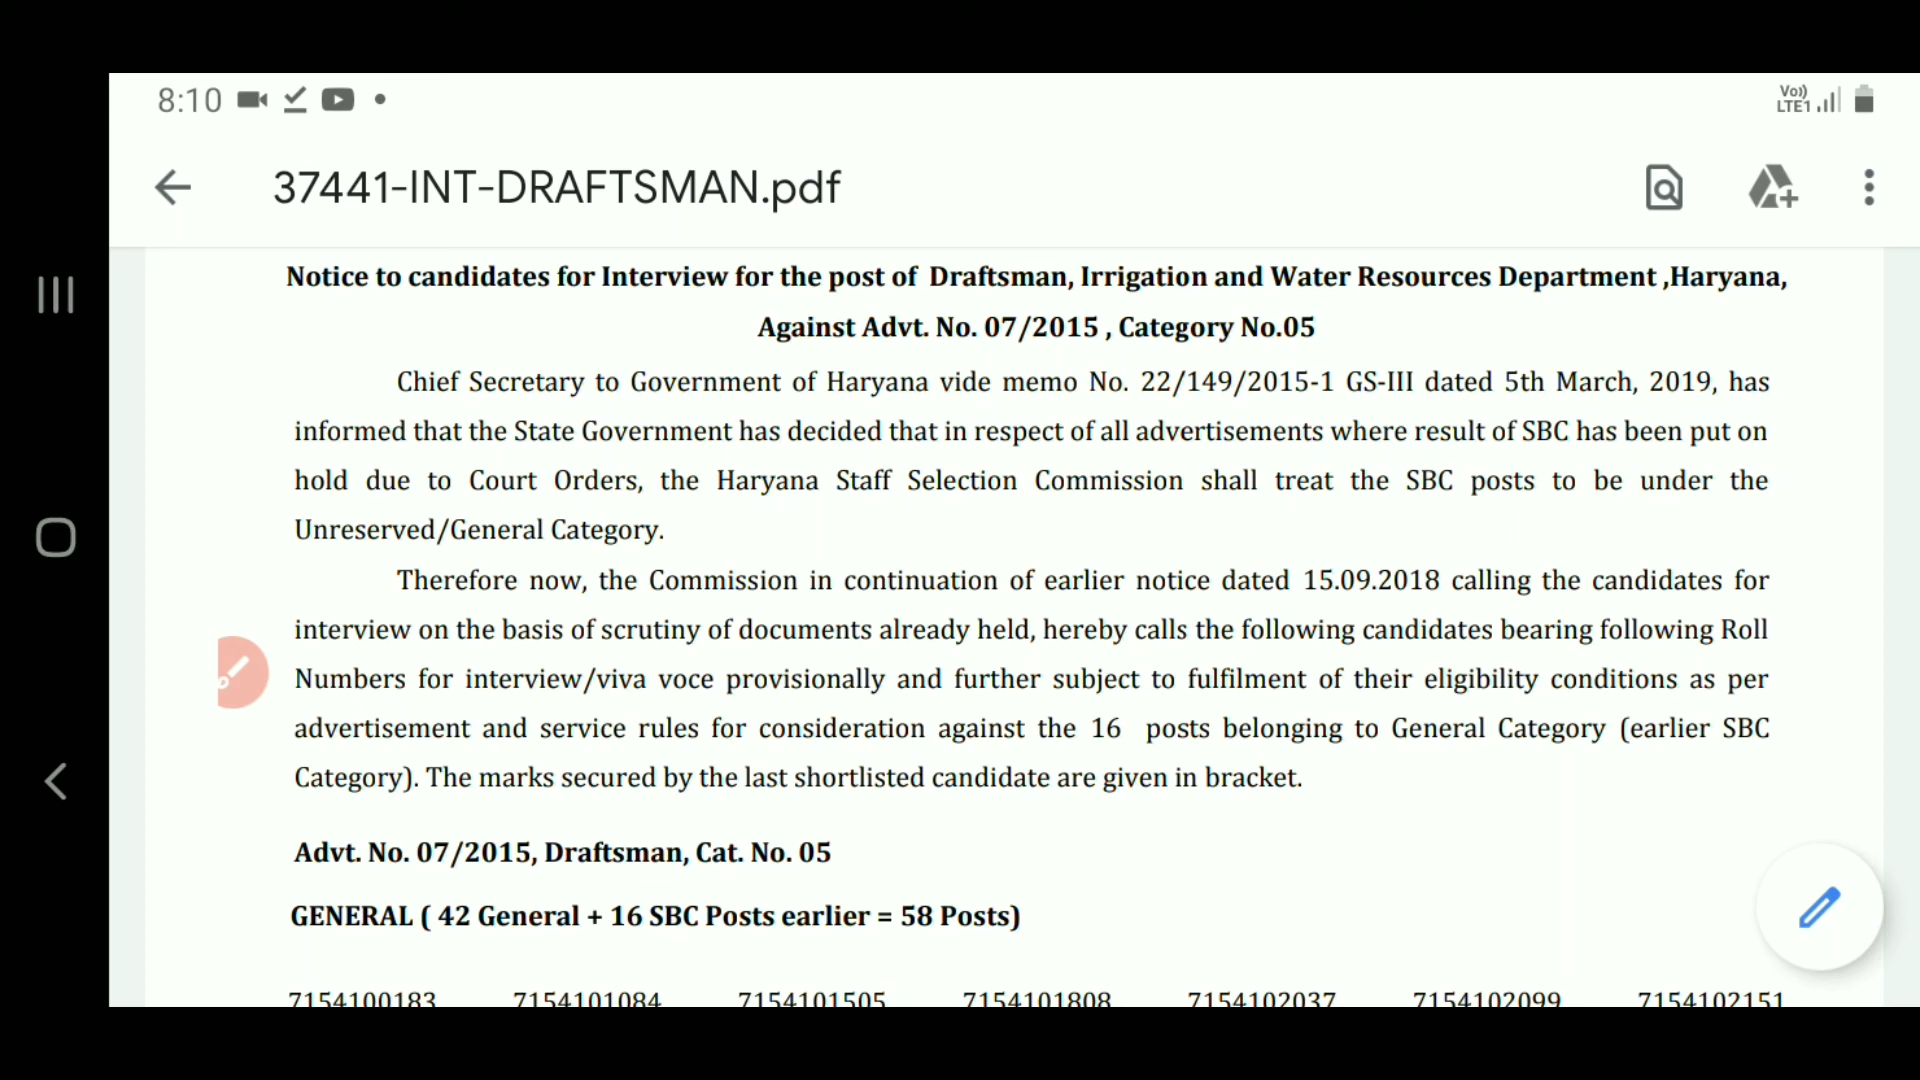 8:10
Vo))
LTE1
37441-INT-DRAFTSMAN.pdf
Notice to candidates for Interview for the post of Draftsman, Irrigation and Water Resources Department ,Haryana,
Against Advt. No. 07/2015 , Category No.05
Chief Secretary to Government of Haryana vide memo No. 22/149/2015-1 GS-III dated 5th March, 2019, has
informed that the State Government has decided that in respect of all advertisements where result of SBC has been put on
hold due to Court Orders, the Haryana Staff Selection Commission shall treat the SBC posts to be under the
Unreserved/General Category.
Therefore now, the Commission in continuation of earlier notice dated 15.09.2018 calling the candidates for
interview on the basis of scrutiny of documents already held, hereby calls the following candidates bearing following Roll
Numbers for interview/viva voce provisionally and further subject to fulfilment of their eligibility conditions as per
advertisement and service rules for consideration against the 16 posts belonging to General Category (earlier SBC
Category). The marks secured by the last shortlisted candidate are given in bracket.
Advt. No. 07/2015, Draftsman, Cat. No. 05
GENERAL ( 42 General + 16 SBC Posts earlier = 58 Posts)
7154100183 7154101084 7154101505 7154101808 7154102037 7154102099 7154102151